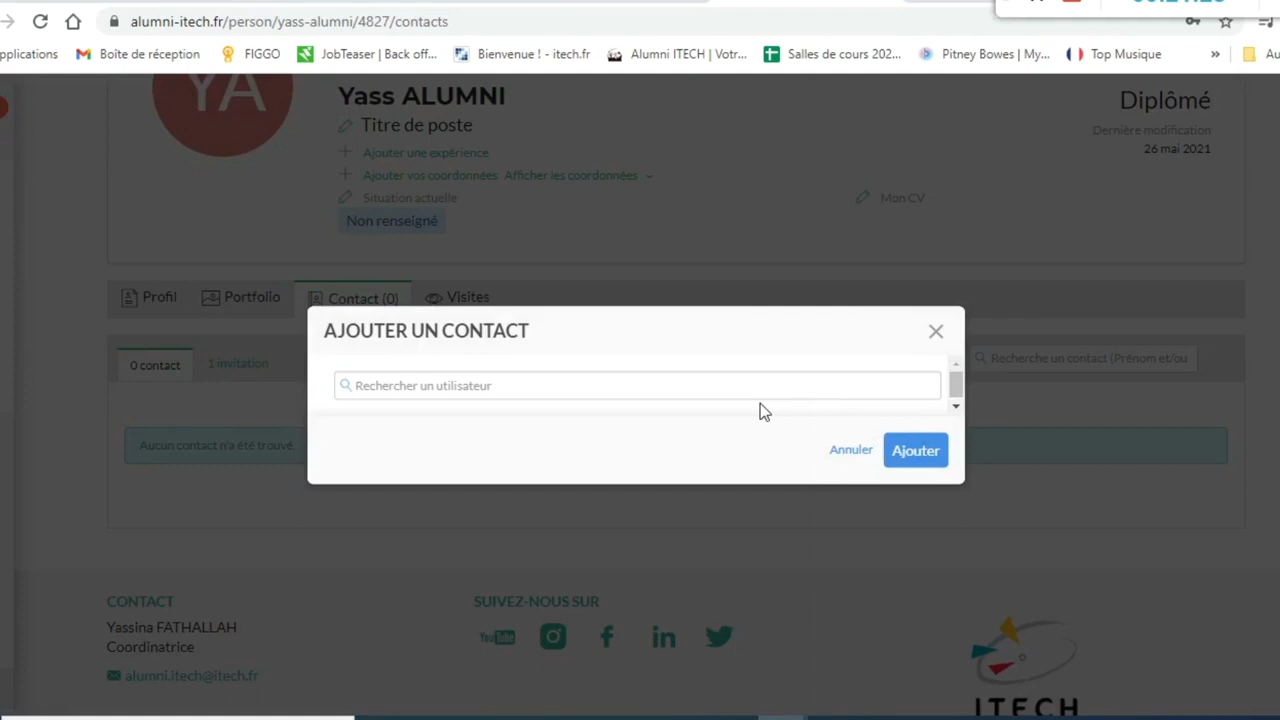 alumni-itech.fr/person/yass-alumni/4827/contacts
pplications Boîte de réception FIGGO JobTeaser | Back off... Bienvenue ! - itech.fr Alumni ITECH | Votr... Salles de cours 202... Pitney Bowes | My... Top Musique » Au
YA
Yass ALUMNI
Diplômé
Titre de poste
Dernière modification
Ajouter une expérience
26 mai 2021
Ajouter vos coordonnées Afficher les coordonnées
Situation actuelle
Mon CV
Non renseigné
Profil Portfolio Contact (0) Visites
AJOUTER UN CONTACT
0 contact 1 invitation
Recherche un contact (Prénom et/ou
Rechercher un utilisateur
Aucun contact n'a été trouvé.
Annuler Ajouter
CONTACT
SUIVEZ-NOUS SUR
Yassina FATHALLAH
Coordinatrice
YouTube
alumni.itech@itech.fr
ITECH